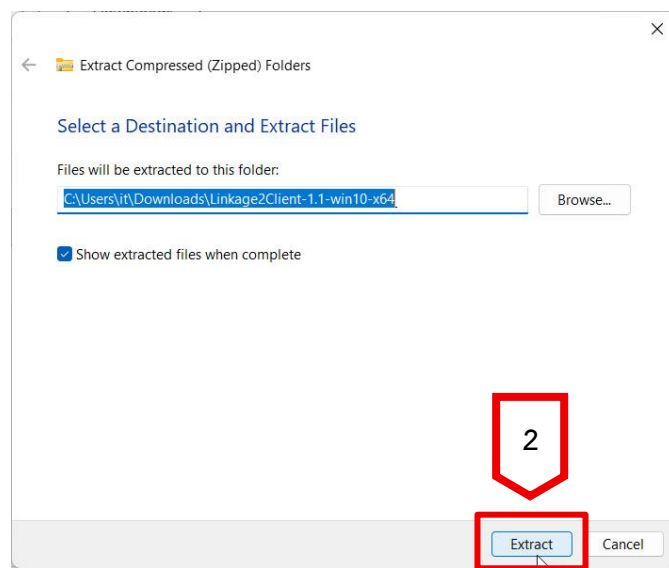 Extract Compressed (Zipped) Folders
Select a Destination and Extract Files
Files will be extracted to this folder:
C:\Users\it\Downloads\Linkage2Client-1.1-win10-x64
Browse...
Show extracted files when complete
2
Extract
Cancel